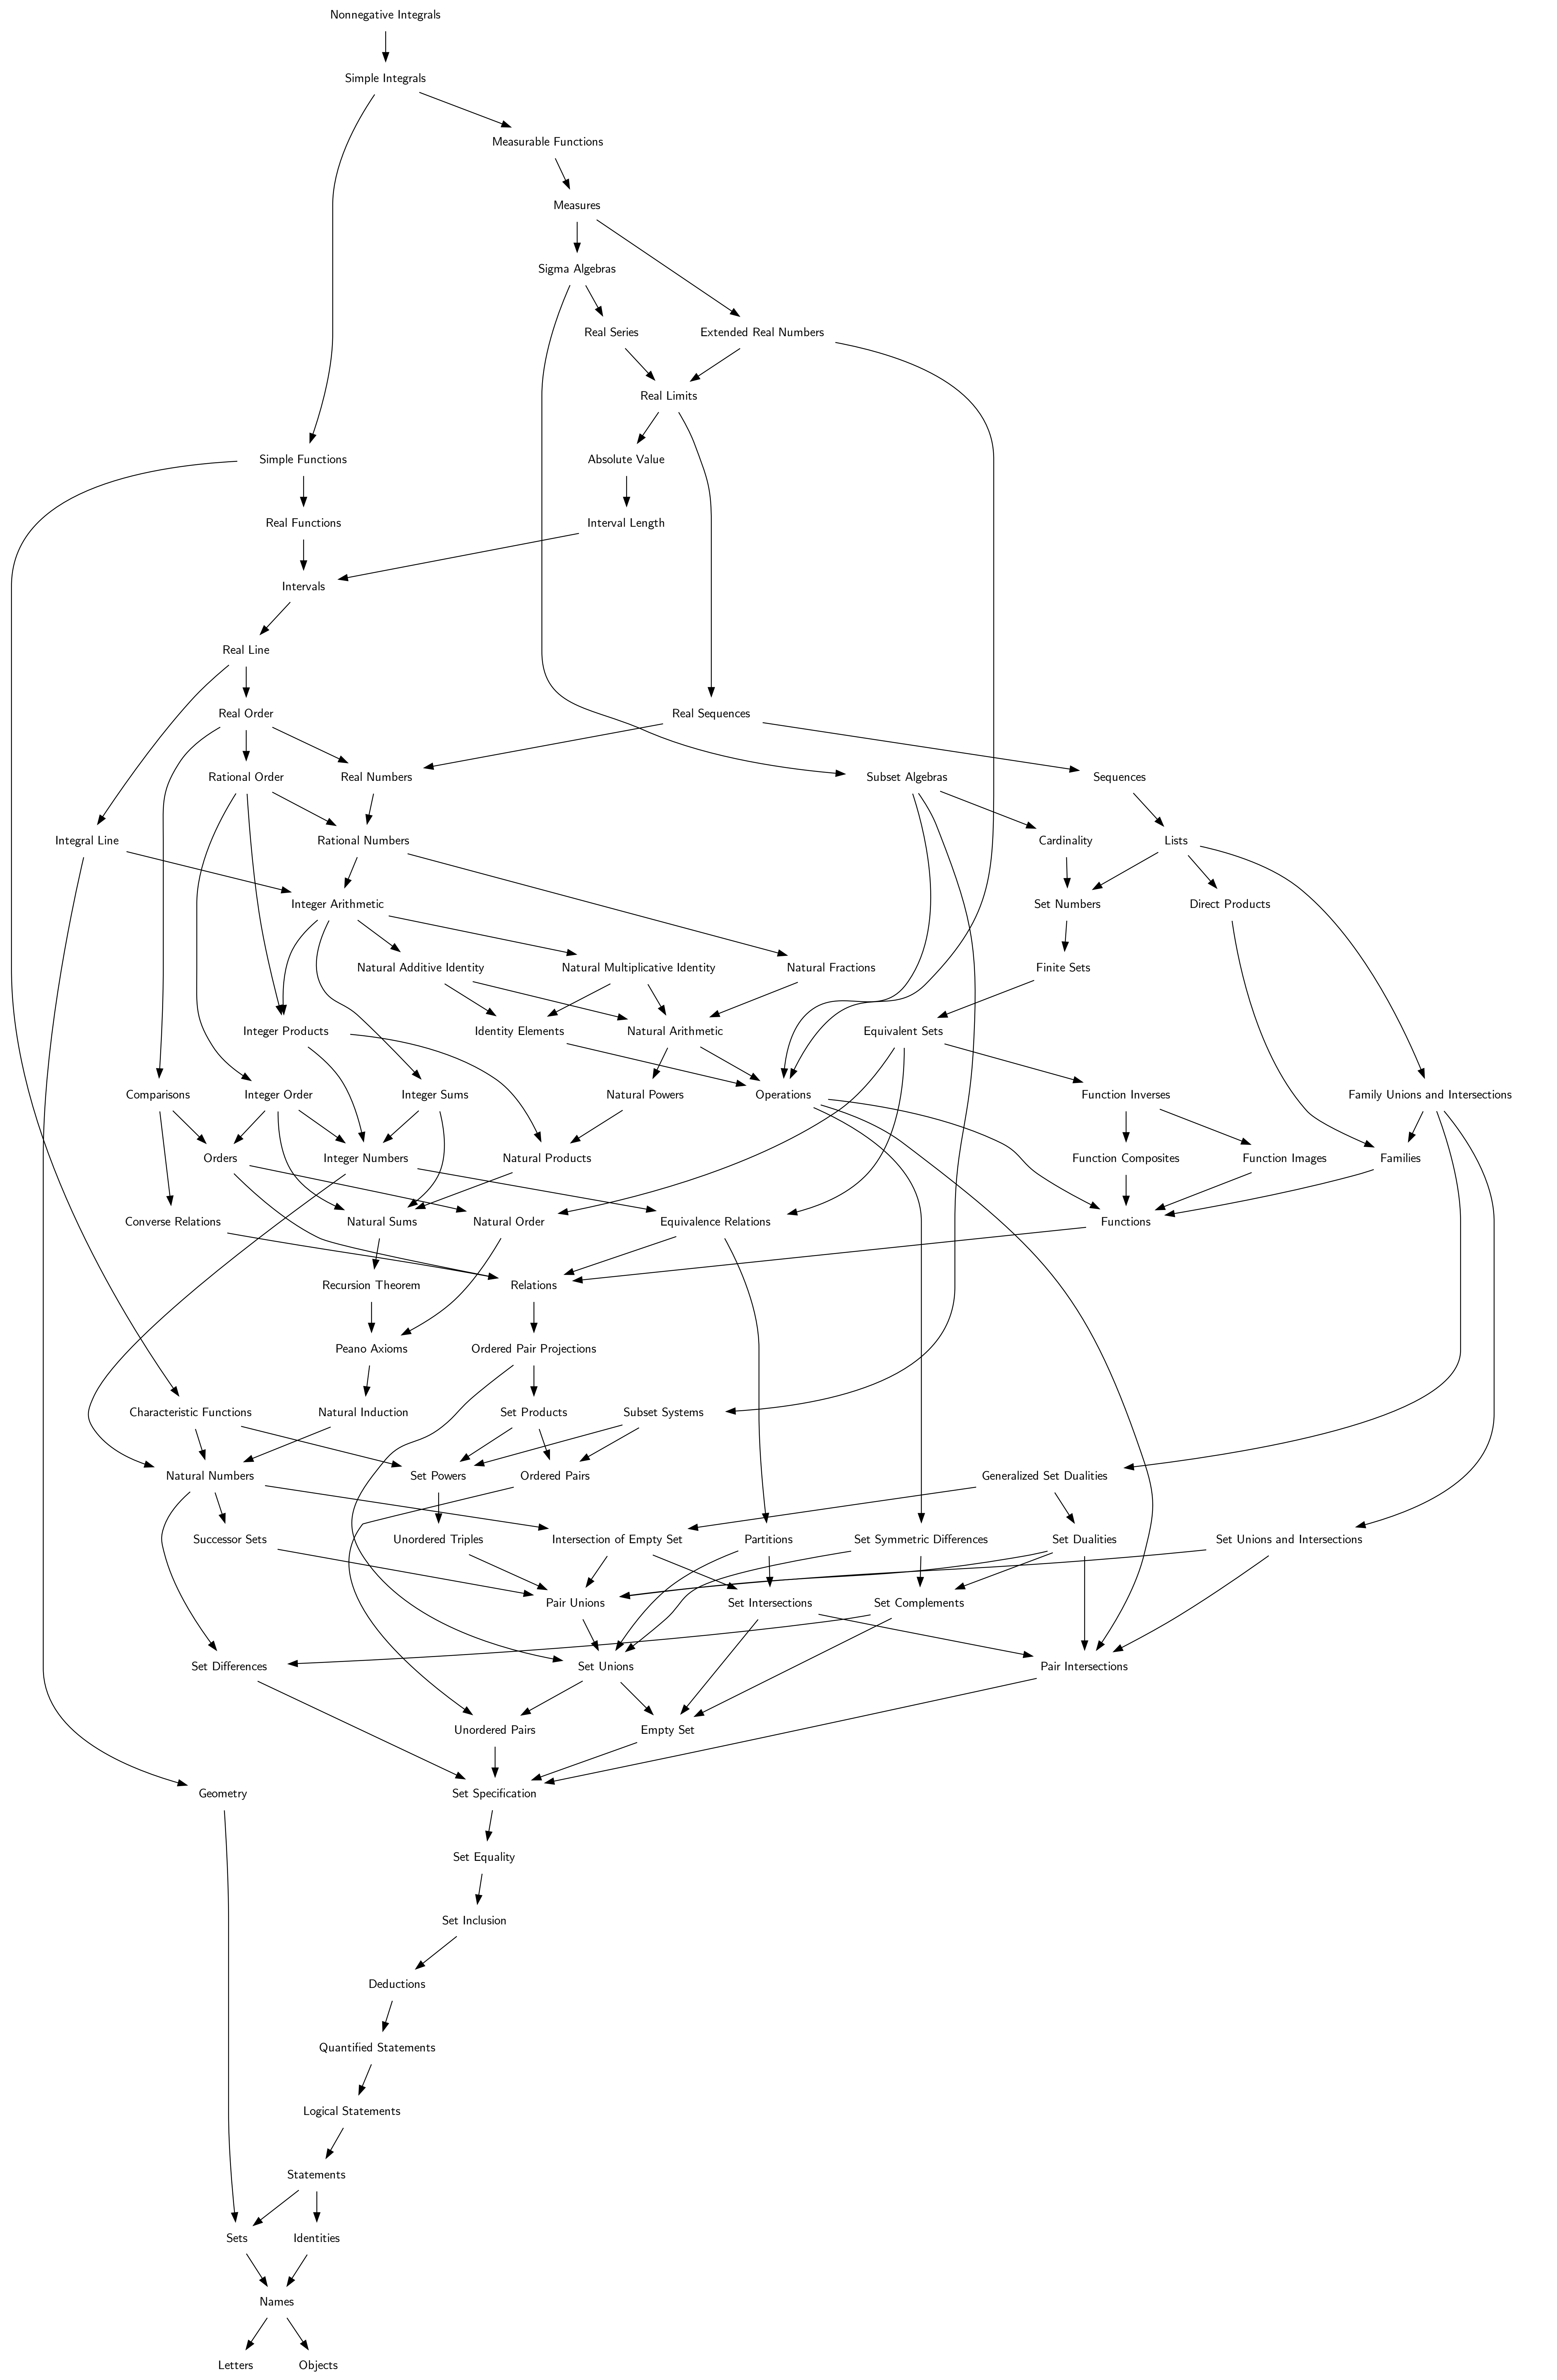 Nonnegative Integrals
Simple Integrals
Measurable Functions
Measures
Sigma Algebras
Real Series
Extended Real Numbers
Real Limits
Simple Functions
Absolute Value
Real Functions
Interval Length
Intervals
Real Line
Real Order
Real Sequences
Rational Order
Real Numbers
Subset Algebras
Sequences
Integral Line
Rational Numbers
Cardinality
Lists
Integer Arithmetic
Set Numbers
Direct Products
Natural Additive Identity
Natural Multiplicative Identity
Natural Fractions
Finite Sets
Integer Products
Identity Elements
Natural Arithmetic
Equivalent Sets
Comparisons
Integer Order
Integer Sums
Natural Powers
Operations
Function Inverses
Family Unions and Intersections
Orders
Integer Numbers
Natural Products
Function Composites
Function Images
Families
Converse Relations
Natural Sums
Natural Order
Equivalence Relations
Functions
Recursion Theorem
Relations
Peano Axioms
Ordered Pair Projections
Characteristic Functions
Natural Induction
Set Products
Subset Systems
Natural Numbers
Set Powers
Ordered Pairs
Generalized Set Dualities
Successor Sets
Unordered Triples
Intersection of Empty Set
Partitions
Set Symmetric Differences
Set Dualities
Set Unions and Intersections
Pair Unions
Set Intersections
Set Complements
Set Differences
Set Unions
Pair Intersections
Unordered Pairs
Empty Set
Geometry
Set Specification
Set Equality
Set Inclusion
Deductions
Quantified Statements
Logical Statements
Statements
Sets
Identities
Names
Letters
Objects